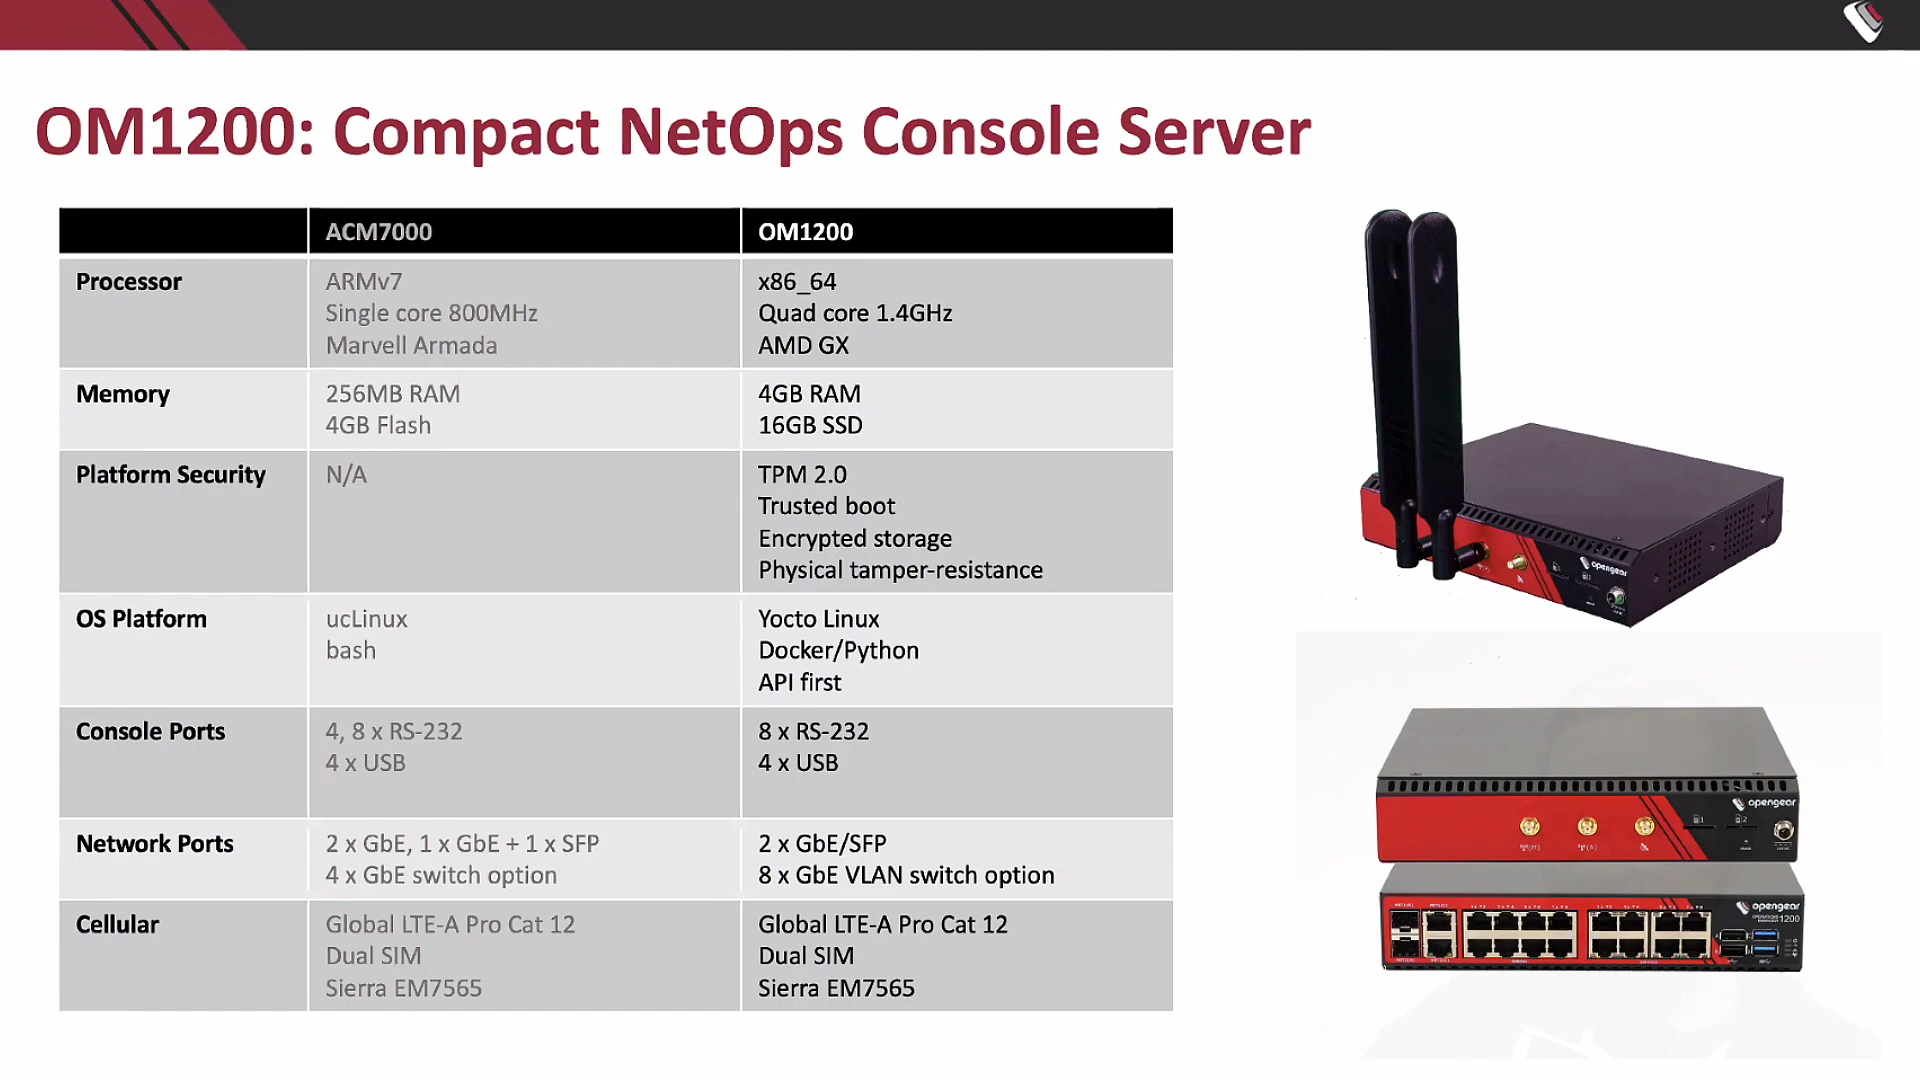 OM1200: Compact NetOps Console Server
ACM7000 OM1200
Processor ARMv7 x86_64
Single core 800MHz Quad core 1.4GHz
Marvell Armada AMD GX
Memory 256MB RAM 4GB RAM
4GB Flash 16GB SSD
Platform Security N/A TPM 2.0
Trusted boot
Encrypted storage
Physical tamper-resistance
OS Platform ucLinux Yocto Linux
bash Docker/Python
API first
Console Ports 4, 8 x RS-232 8 x RS-232
4 x USB 4 x USB
Network Ports 2 x GbE, 1 x GbE + 1 x SFP 2 x GbE/SFP
4 x GbE switch option 8 x GbE VLAN switch option
Cellular Global LTE-A Pro Cat 12 Global LTE-A Pro Cat 12
Dual SIM Dual SIM
Sierra EM7565 Sierra EM7565
opengear
opengear
opengear
1200